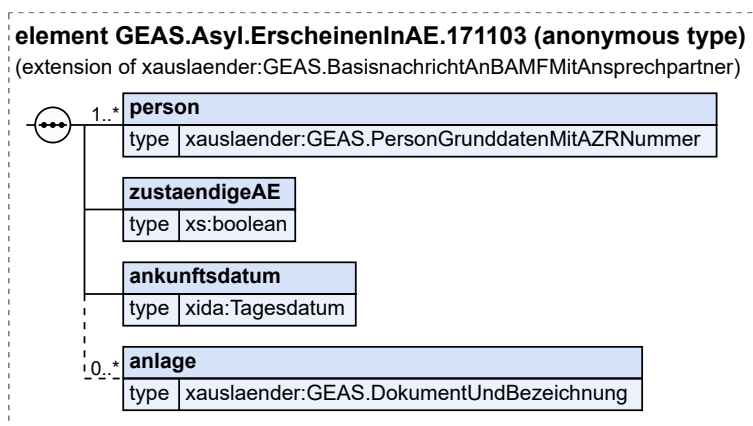 element GEAS.Asyl.ErscheinenInAE.171103 (anonymous type)
(extension of xauslaender:GEAS.BasisnachrichtAnBAMFMitAnsprechpartner)
1..* person
type xauslaender:GEAS.PersonGrunddatenMitAZRNummer
zustaendigeAE
type xs:boolean
ankunftsdatum
type xida:Tagesdatum
0..* anlage
type xauslaender:GEAS.DokumentUndBezeichnung